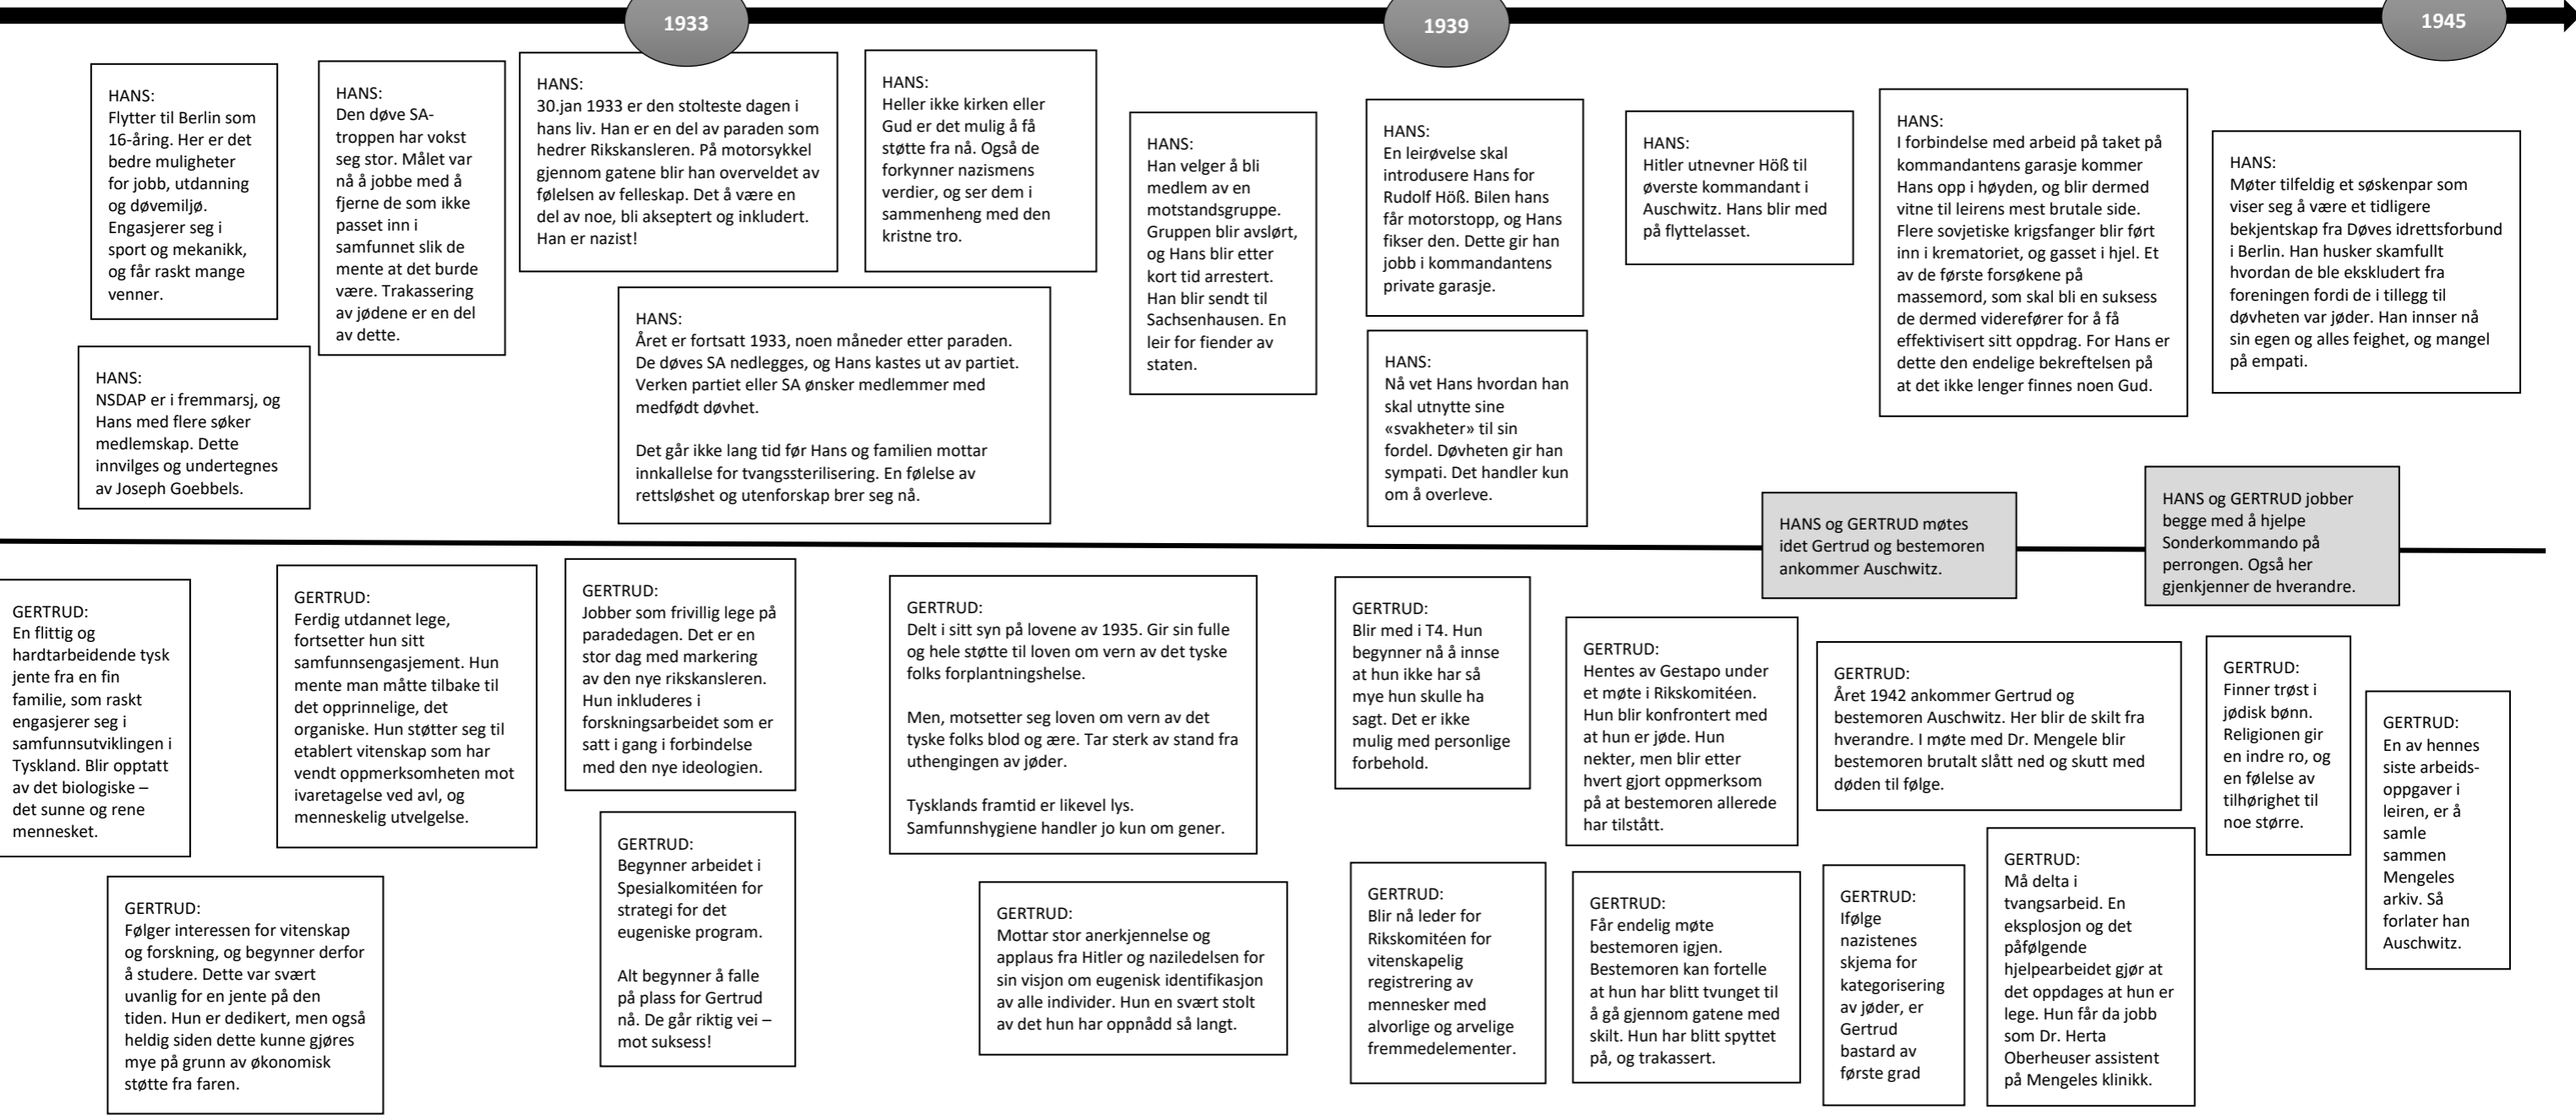 1933
1939
1945
HANS:
Flytter til Berlin som
16-åring. Her er det
bedre muligheter
for jobb, utdanning
og døvemiljø.
Engasjerer seg i
sport og mekanikk,
og får raskt mange
venner.
HANS:
NSDAP er i fremmarsj, og
Hans med flere søker
medlemskap. Dette
innvilges og undertegnes
av Joseph Goebbels.
HANS:
Den døve SA-
troppen har vokst
seg stor. Målet var
nå å jobbe med å
fjerne de som ikke
passet inn i
samfunnet slik de
mente at det burde
være. Trakassering
av jødene er en del
av dette.
HANS:
30.jan 1933 er den stolteste dagen i
hans liv. Han er en del av paraden som
hedrer Rikskansleren. På motorsykkel
gjennom gatene blir han overveldet av
følelsen av felleskap. Det å være en
del av noe, bli akseptert og inkludert.
Han er nazist!
HANS:
Året er fortsatt 1933, noen måneder etter paraden.
De døves SA nedlegges, og Hans kastes ut av partiet.
Verken partiet eller SA ønsker medlemmer med
medfødt døvhet.
Det går ikke lang tid før Hans og familien mottar
innkallelse for tvangssterilisering. En følelse av
rettsløshet og utenforskap brer seg nå.
HANS:
Heller ikke kirken eller
Gud er det mulig å få
støtte fra nå. Også de
forkynner nazismens
verdier, og ser dem i
sammenheng med den
kristne tro.
HANS:
Han velger å bli
medlem av en
motstandsgruppe.
Gruppen blir avslørt,
og Hans blir etter
kort tid arrestert.
Han blir sendt til
Sachsenhausen. En
leir for fiender av
staten.
HANS:
En leirøvelse skal
introdusere Hans for
Rudolf Höß. Bilen hans
får motorstopp, og Hans
fikser den. Dette gir han
jobb i kommandantens
private garasje.
HANS:
Nå vet Hans hvordan han
skal utnytte sine
«svakheter» til sin
fordel. Døvheten gir han
sympati. Det handler kun
om å overleve.
HANS:
Hitler utnevner Höß til
øverste kommandant i
Auschwitz. Hans blir med
på flyttelasset.
HANS:
I forbindelse med arbeid på taket på
kommandantens garasje kommer
Hans opp i høyden, og blir dermed
vitne til leirens mest brutale side.
Flere sovjetiske krigsfanger blir ført
inn i krematoriet, og gasset i hjel. Et
av de første forsøkene på
massemord, som skal bli en suksess
de dermed viderefører for å få
effektivisert sitt oppdrag. For Hans er
dette den endelige bekreftelsen på
at det ikke lenger finnes noen Gud.
HANS:
Møter tilfeldig et søskenpar som
viser seg å være et tidligere
bekjentskap fra Døves idrettsforbund
i Berlin. Han husker skamfullt
hvordan de ble ekskludert fra
foreningen fordi de i tillegg til
døvheten var jøder. Han innser nå
sin egen og alles feighet, og mangel
på empati.
HANS og GERTRUD møtes
idet Gertrud og bestemoren
ankommer Auschwitz.
HANS og GERTRUD jobber
begge med å hjelpe
Sonderkommando på
perrongen. Også her
gjenkjenner de hverandre.
GERTRUD:
En flittig og
hardtarbeidende tysk
jente fra en fin
familie, som raskt
engasjerer seg i
samfunnsutviklingen i
Tyskland. Blir opptatt
av det biologiske –
det sunne og rene
mennesket.
GERTRUD:
Følger interessen for vitenskap
og forskning, og begynner derfor
å studere. Dette var svært
uvanlig for en jente på den
tiden. Hun er dedikert, men også
heldig siden dette kunne gjøres
mye på grunn av økonomisk
støtte fra faren.
GERTRUD:
Ferdig utdannet lege,
fortsetter hun sitt
samfunnsengasjement. Hun
mente man måtte tilbake til
det opprinnelige, det
organiske. Hun støtter seg til
etablert vitenskap som har
vendt oppmerksomheten mot
ivaretagelse ved avl, og
menneskelig utvelgelse.
GERTRUD:
Jobber som frivillig lege på
paradedagen. Det er en
stor dag med markering
av den nye rikskansleren.
Hun inkluderes i
forskningsarbeidet som er
satt i gang i forbindelse
med den nye ideologien.
GERTRUD:
Begynner arbeidet i
Spesialkomitéen for
strategi for det
eugeniske program.
Alt begynner å falle
på plass for Gertrud
nå. De går riktig vei –
mot suksess!
GERTRUD:
Delt i sitt syn på lovene av 1935. Gir sin fulle
og hele støtte til loven om vern av det tyske
folks forplantningshelse.
Men, motsetter seg loven om vern av det
tyske folks blod og ære. Tar sterk av stand fra
uthengingen av jøder.
Tysklands framtid er likevel lys.
Samfunnshygiene handler jo kun om gener.
GERTRUD:
Mottar stor anerkjennelse og
applaus fra Hitler og naziledelsen for
sin visjon om eugenisk identifikasjon
av alle individer. Hun en svært stolt
av det hun har oppnådd så langt.
GERTRUD:
Blir med i T4. Hun
begynner nå å innse
at hun ikke har så
mye hun skulle ha
sagt. Det er ikke
mulig med personlige
forbehold.
GERTRUD:
Blir nå leder for
Rikskomitéen for
vitenskapelig
registrering av
mennesker med
alvorlige og arvelige
fremmedelementer.
GERTRUD:
Hentes av Gestapo under
et møte i Rikskomitéen.
Hun blir konfrontert med
at hun er jøde. Hun
nekter, men blir etter
hvert gjort oppmerksom
på at bestemoren allerede
har tilstått.
GERTRUD:
Får endelig møte
bestemoren igjen.
Bestemoren kan fortelle
at hun har blitt tvunget til
å gå gjennom gatene med
skilt. Hun har blitt spyttet
på, og trakassert.
GERTRUD:
Året 1942 ankommer Gertrud og
bestemoren Auschwitz. Her blir de skilt fra
hverandre. I møte med Dr. Mengele blir
bestemoren brutalt slått ned og skutt med
døden til følge.
GERTRUD:
Ifølge
nazistenes
skjema for
kategorisering
av jøder, er
Gertrud
bastard av
første grad
GERTRUD:
Må delta i
tvangsarbeid. En
eksplosjon og det
påfølgende
hjelpearbeidet gjør at
det oppdages at hun er
lege. Hun får da jobb
som Dr. Herta
Oberheuser assistent
på Mengeles klinikk.
GERTRUD:
Finner trøst i
jødisk bønn.
Religionen gir
en indre ro, og
en følelse av
tilhørighet til
noe større.
GERTRUD:
En av hennes
siste arbeids-
oppgaver i
leiren, er å
samle
sammen
Mengeles
arkiv. Så
forlater han
Auschwitz.